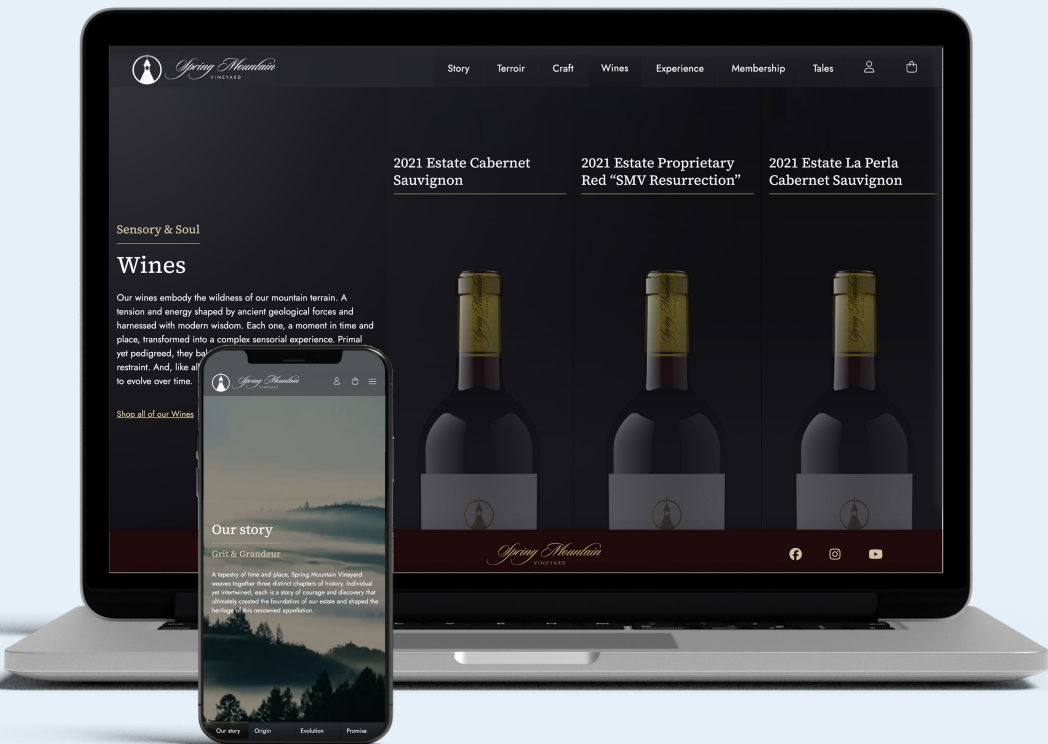 Spring Mountain
VINEYARD
Story Terroir Craft Wines Experience Membership Tales
2021 Estate Cabernet
Sauvignon
2021 Estate Proprietary
Red “SMV Resurrection”
2021 Estate La Perla
Cabernet Sauvignon
Sensory & Soul
Wines
Our wines embody the wildness of our mountain terrain. A
tension and energy shaped by ancient geological forces and
harnessed with modern wisdom. Each one, a moment in time and
place, transformed into a complex sensorial experience. Primal
yet pedigreed, they bal
restraint. And, like al
to evolve over time.
Shop all of our Wines
Spring Mountain
VINEYARD
Spring Mountain
VINEYARD
Our story
Grit & Grandeur
A tapestry of time and place, Spring Mountain Vineyard
weaves together three distinct chapters of history. Individual
yet intertwined, each is a story of courage and discovery that
ultimately created the foundation of our estate and shaped the
heritage of this renowned appellation.
Our story Origin Evolution Promise